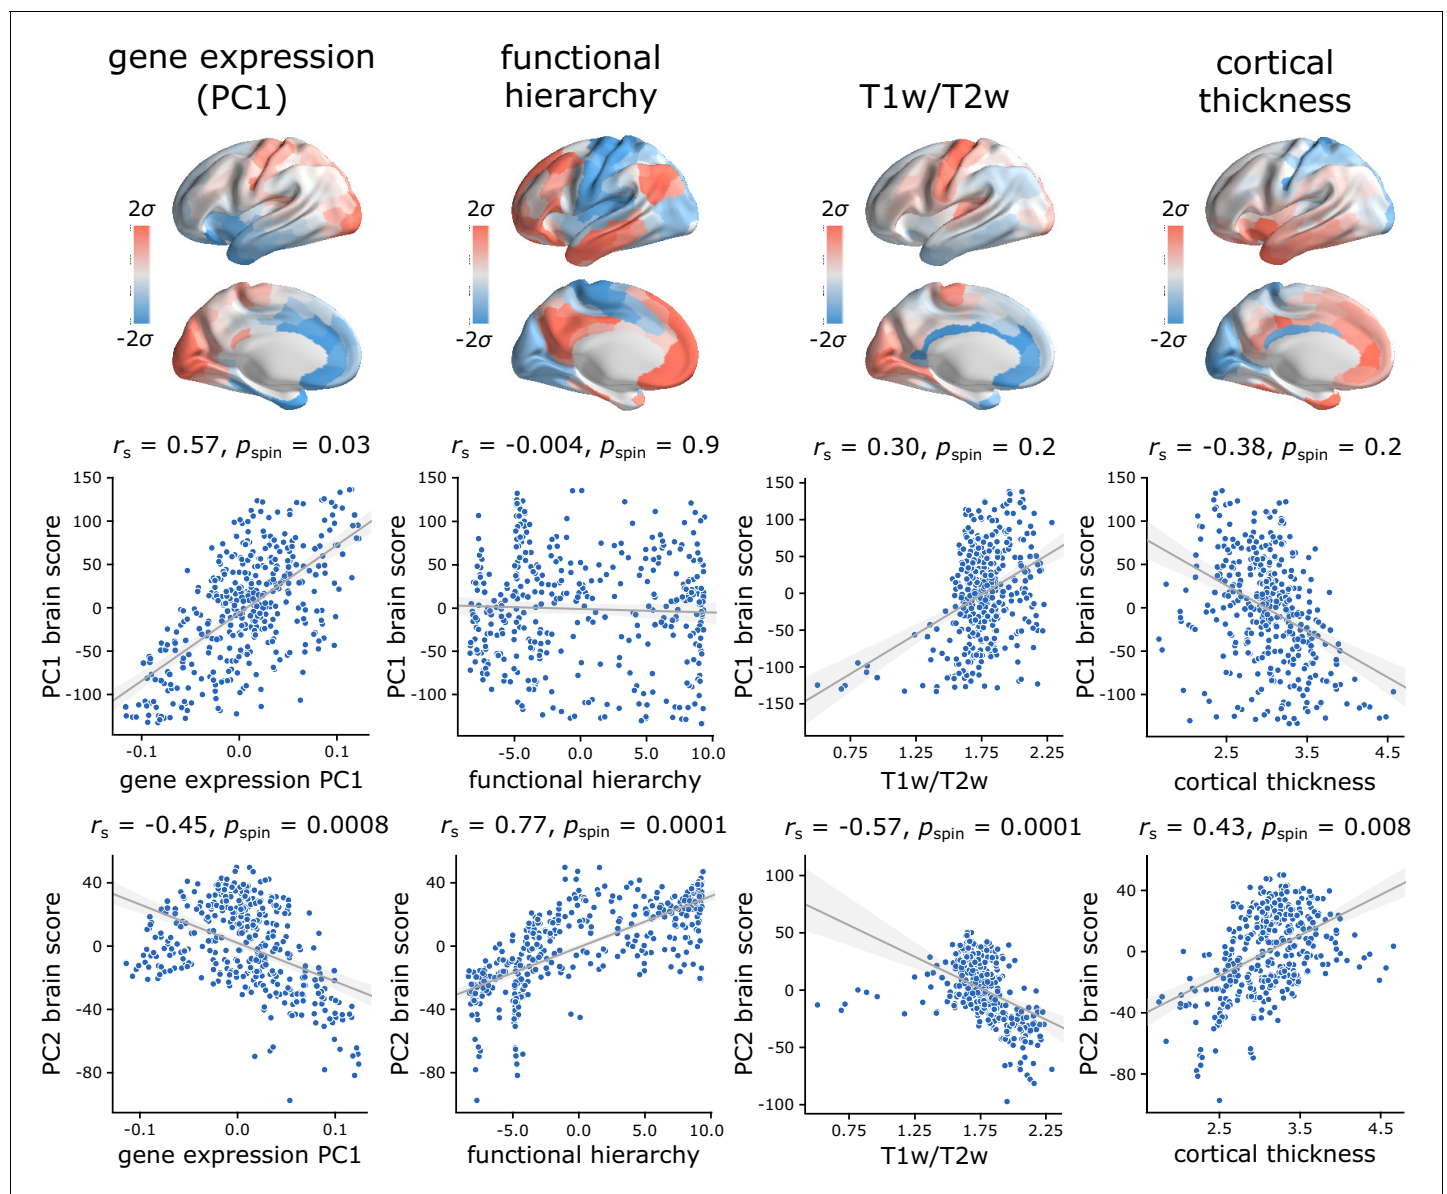 gene expression
(PC1)
functional
hierarchy
T1w/T2w
cortical
thickness
2σ
-2σ
2σ
-2σ
2σ
-2σ
2σ
-2σ
rs = 0.57, pspin = 0.03
rs = -0.004, pspin = 0.9
rs = 0.30, pspin = 0.2
rs = -0.38, pspin = 0.2
PC1 brain score
150
100
50
0
-50
-100
-0.1
0.0
0.1
gene expression PC1
PC1 brain score
150
100
50
0
-50
-100
-5.0
0.0
5.0
10.0
functional hierarchy
PC1 brain score
150
100
50
0
-50
-100
-150
0.75
1.25
1.75
2.25
T1w/T2w
PC1 brain score
150
100
50
0
-50
-100
2.5
3.5
4.5
cortical thickness
rs = -0.45, pspin = 0.0008
rs = 0.77, pspin = 0.0001
rs = -0.57, pspin = 0.0001
rs = 0.43, pspin = 0.008
PC2 brain score
40
0
-40
-80
-0.1
0.0
0.1
gene expression PC1
PC2 brain score
40
0
-40
-80
-5.0
0.0
5.0
10.0
functional hierarchy
PC2 brain score
100
50
0
-50
-100
0.75
1.25
1.75
2.25
T1w/T2w
PC2 brain score
40
0
-40
-80
2.5
3.5
4.5
cortical thickness